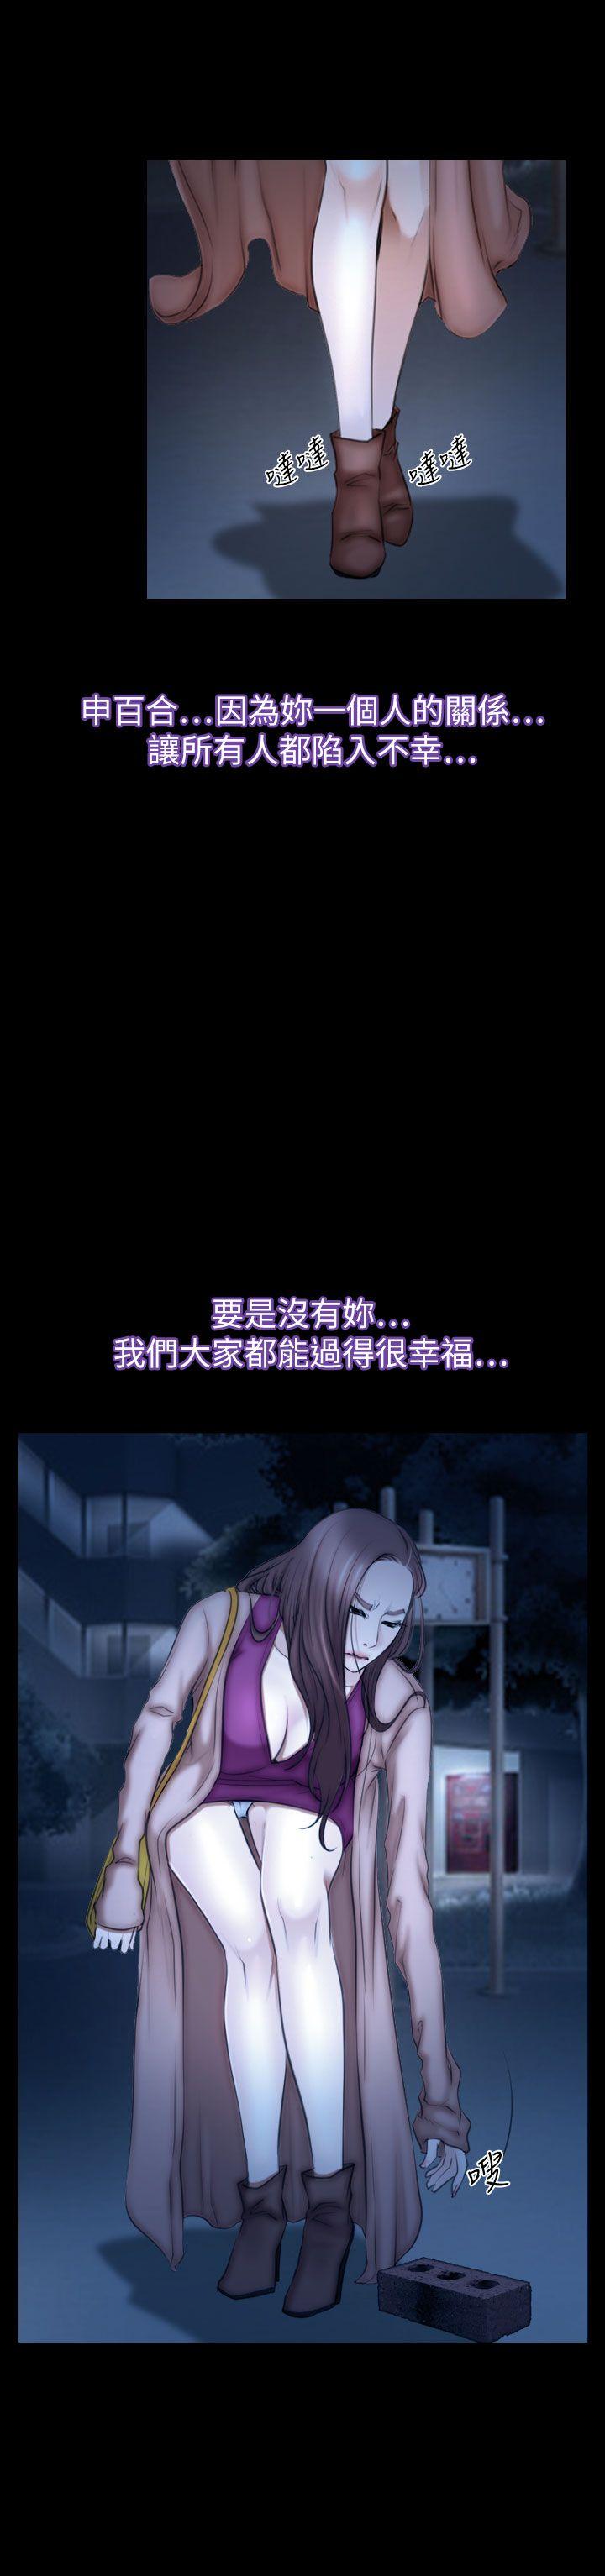 噠噠
噠噠
申百合...因為妳一個人的關係...
讓所有人都陷入不幸...
要是沒有妳...
我們大家都能過得很幸福...
嗖